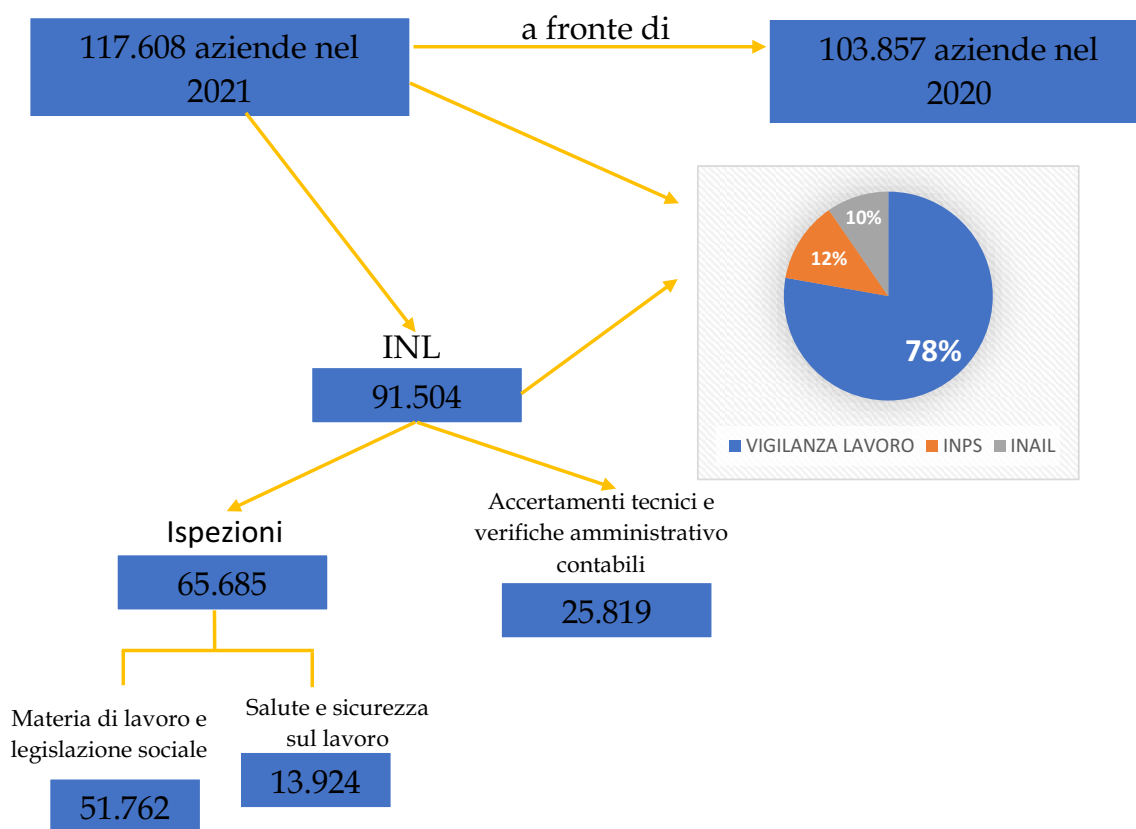 117.608 aziende nel
2021
a fronte di
103.857 aziende nel
2020
10%
12%
78%
VIGILANZA LAVORO INPS INAIL
INL
91.504
Ispezioni
65.685
Accertamenti tecnici e
verifiche amministrativo
contabili
25.819
Materia di lavoro e
legislazione sociale
51.762
Salute e sicurezza
sul lavoro
13.924